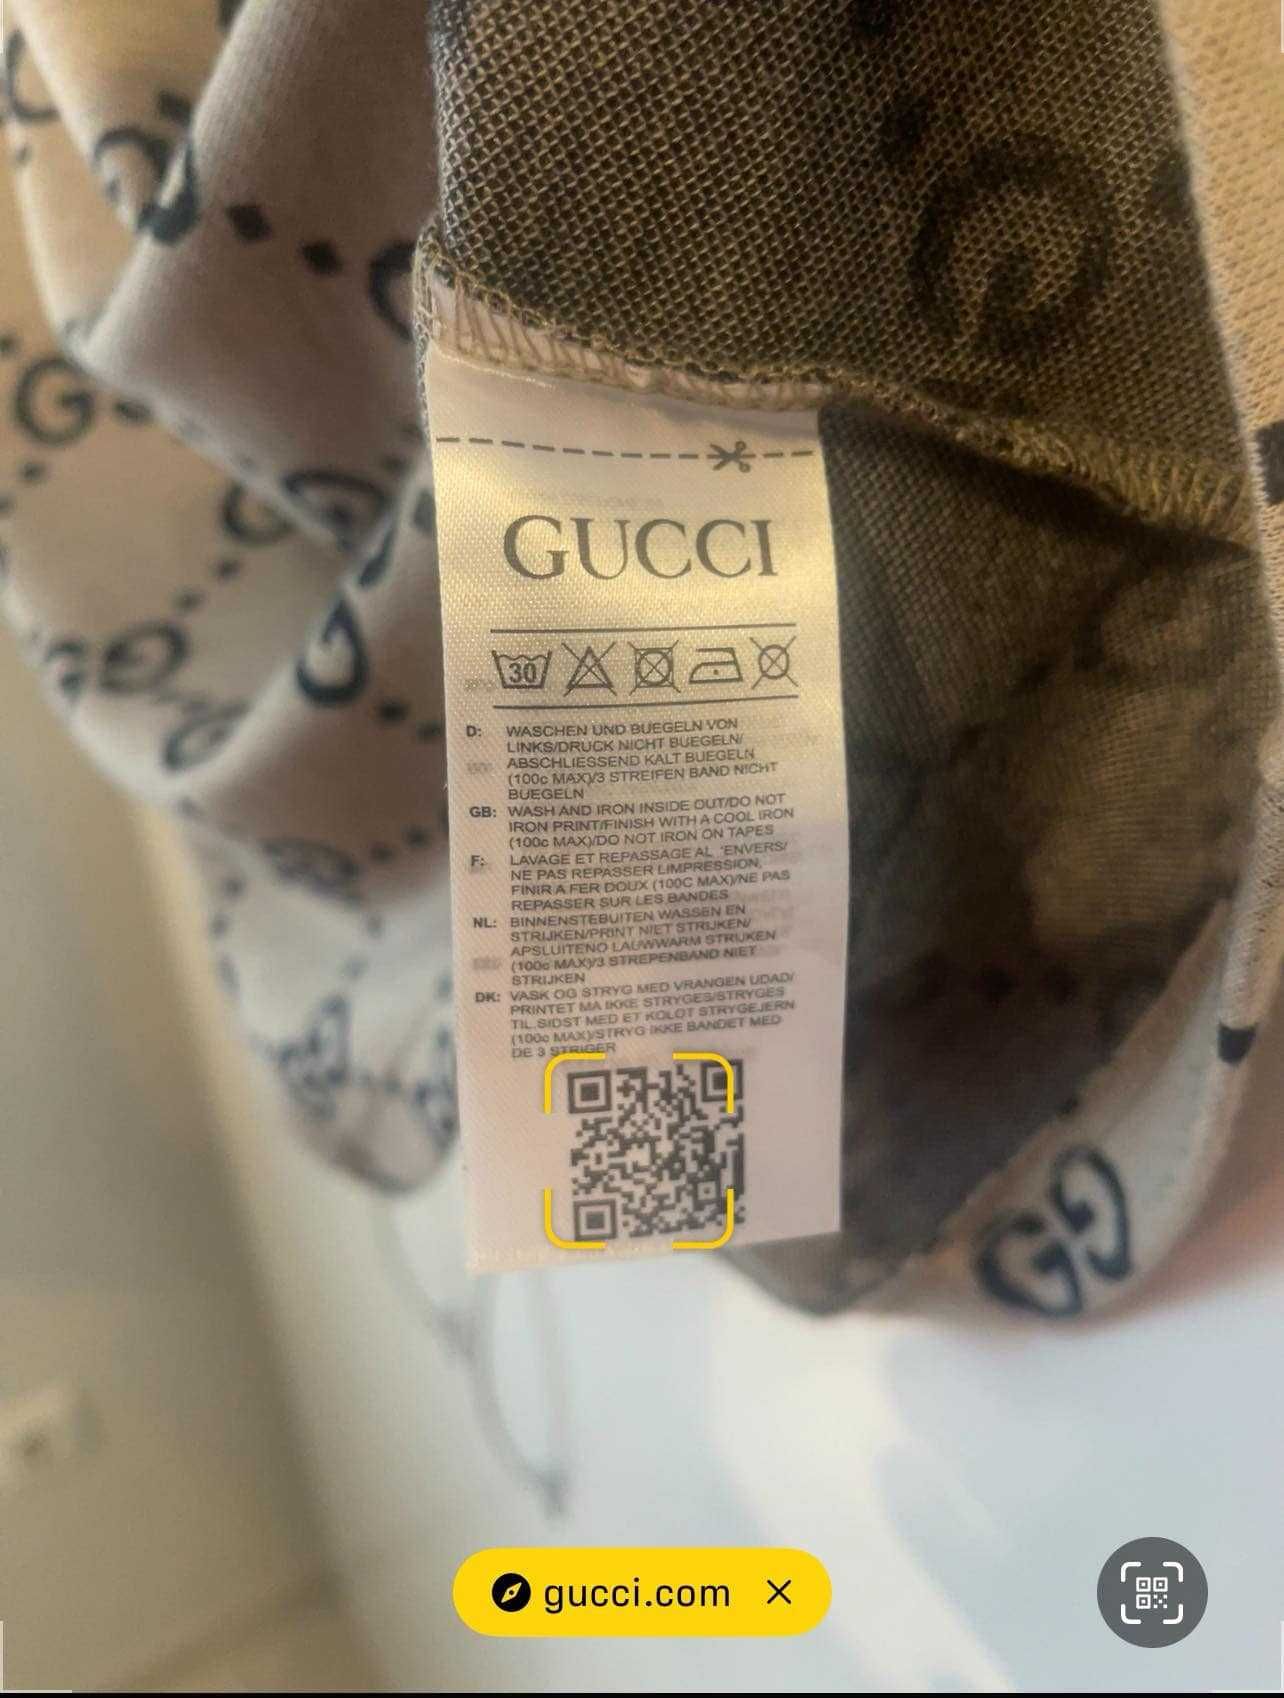 GUCCI
30
D: WASCHEN UND BUEGELN VON
LINKS/DRUCK NICHT BUEGELN/
ABSCHLIESSEND KALT BUEGELN
(100c MAX)/3 STREIFEN BAND NICHT
BUEGELN
GB: WASH AND IRON INSIDE OUT/DO NOT
IRON PRINT/FINISH WITH A COOL IRON
(100c MAX)/DO NOT IRON ON TAPES
F: LAVAGE ET REPASSAGE AL 'ENVERS/
NE PAS REPASSER LIMPRESSION,
FINIR A FER DOUX (100C MAX)/NE PAS
REPASSER SUR LES BANDES
NL: BINNENSTEBUITEN WASSEN EN
STRIJKEN/PRINT NIET STRIJKEN/
APSLUITENO LAUWWARM STRIJKEN
(100c MAX)/3 STREPENBAND NIET
STRIJKEN
DK: VASK OG STRYG MED VRANGEN UDAD/
PRINTET MA IKKE STRYGES/STRYGES
TIL.SIDST MED ET KOLOT STRYGEJERN
(100c MAX)/STRYG IKKE BANDET MED
DE 3 STRIGER
gucci.com